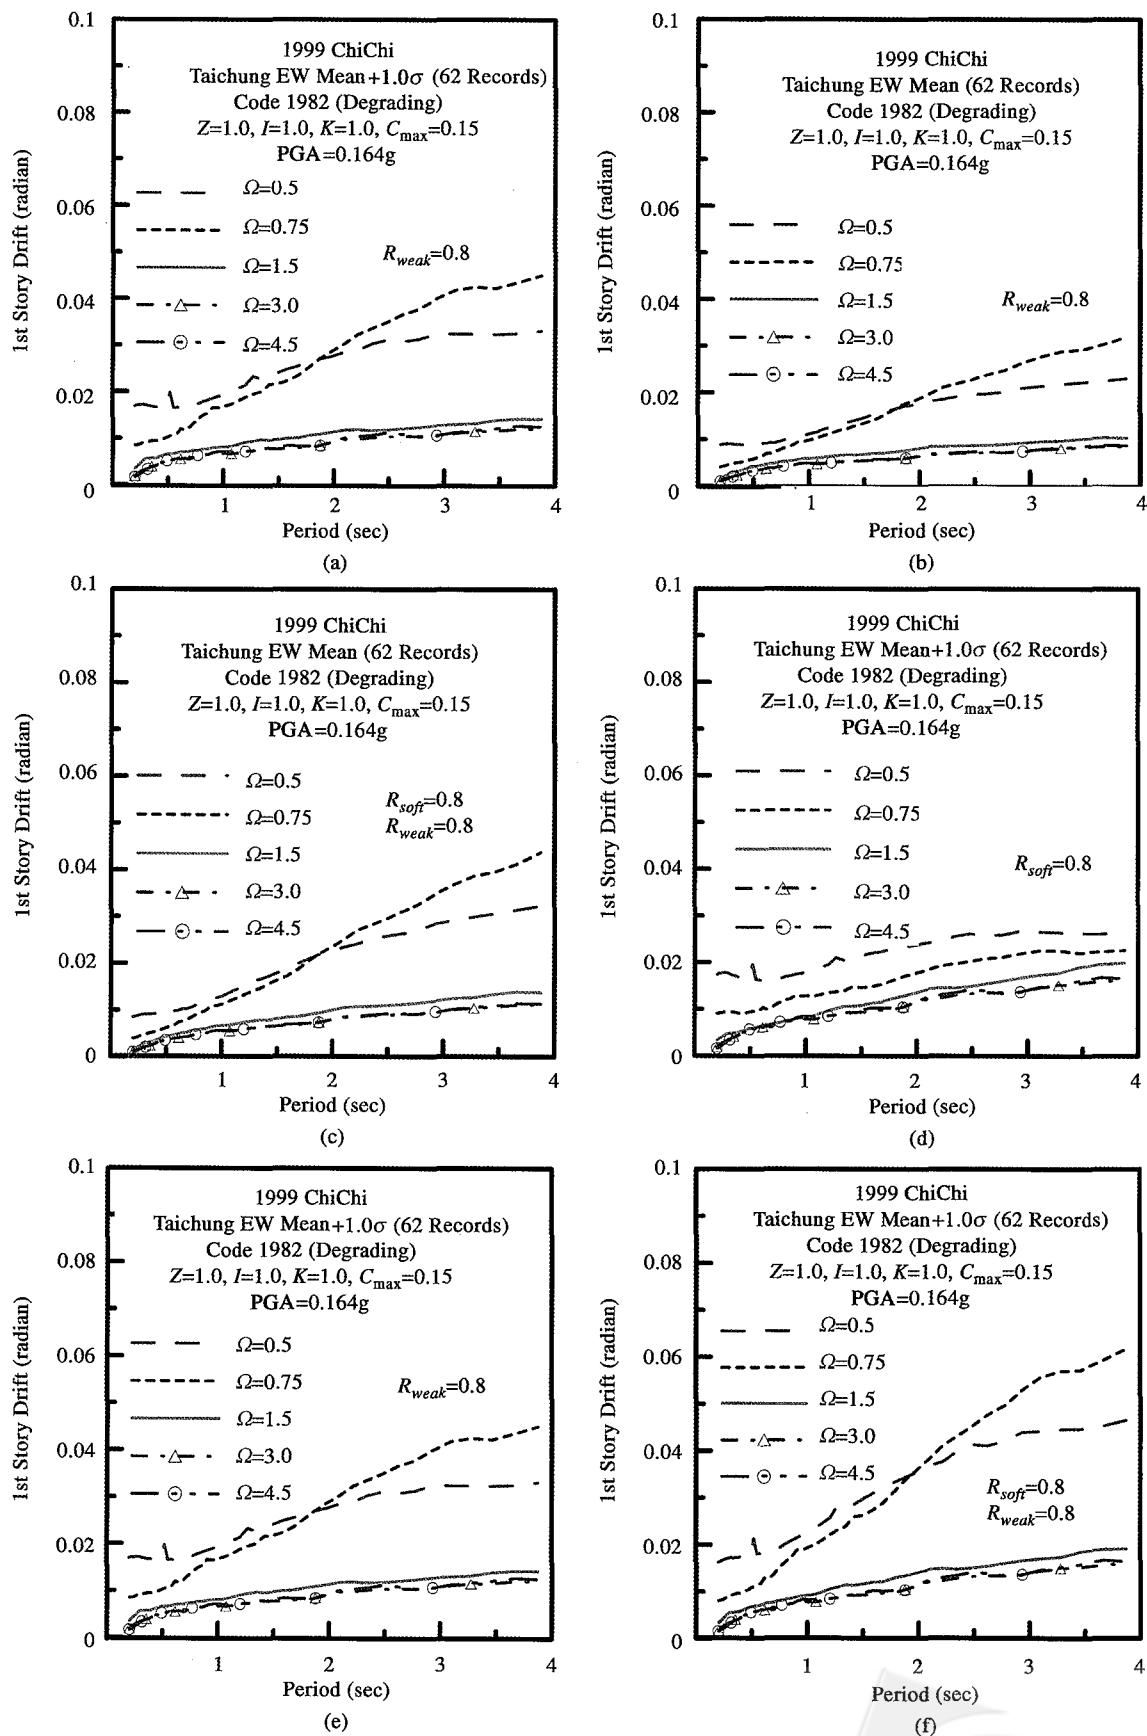 0.1
0.08
0.06
0.04
0.02
0
1st Story Drift (radian)
1999 ChiChi
Taichung EW Mean+1.0σ (62 Records)
Code 1982 (Degrading)
Z=1.0, I=1.0, K=1.0, Cmax=0.15
PGA=0.164g
Ω=0.5
Ω=0.75
Ω=1.5
Ω=3.0
Ω=4.5
Rweak=0.8
1 2 3 4
Period (sec)
(a)
0.1
0.08
0.06
0.04
0.02
0
1st Story Drift (radian)
1999 ChiChi
Taichung EW Mean (62 Records)
Code 1982 (Degrading)
Z=1.0, I=1.0, K=1.0, Cmax=0.15
PGA=0.164g
Ω=0.5
Ω=0.75
Ω=1.5
Ω=3.0
Ω=4.5
Rweak=0.8
1 2 3 4
Period (sec)
(b)
0.1
0.08
0.06
0.04
0.02
0
1st Story Drift (radian)
1999 ChiChi
Taichung EW Mean (62 Records)
Code 1982 (Degrading)
Z=1.0, I=1.0, K=1.0, Cmax=0.15
PGA=0.164g
Ω=0.5
Ω=0.75
Ω=1.5
Ω=3.0
Ω=4.5
Rsoft=0.8
Rweak=0.8
1 2 3 4
Period (sec)
(c)
0.1
0.08
0.06
0.04
0.02
0
1st Story Drift (radian)
1999 ChiChi
Taichung EW Mean+1.0σ (62 Records)
Code 1982 (Degrading)
Z=1.0, I=1.0, K=1.0, Cmax=0.15
PGA=0.164g
Ω=0.5
Ω=0.75
Ω=1.5
Ω=3.0
Ω=4.5
Rsoft=0.8
1 2 3 4
Period (sec)
(d)
0.1
0.08
0.06
0.04
0.02
0
1st Story Drift (radian)
1999 ChiChi
Taichung EW Mean+1.0σ (62 Records)
Code 1982 (Degrading)
Z=1.0, I=1.0, K=1.0, Cmax=0.15
PGA=0.164g
Ω=0.5
Ω=0.75
Ω=1.5
Ω=3.0
Ω=4.5
Rweak=0.8
1 2 3 4
Period (sec)
(e)
0.1
0.08
0.06
0.04
0.02
0
1st Story Drift (radian)
1999 ChiChi
Taichung EW Mean+1.0σ (62 Records)
Code 1982 (Degrading)
Z=1.0, I=1.0, K=1.0, Cmax=0.15
PGA=0.164g
Ω=0.5
Ω=0.75
Ω=1.5
Ω=3.0
Ω=4.5
Rsoft=0.8
Rweak=0.8
1 2 3 4
Period (sec)
(f)